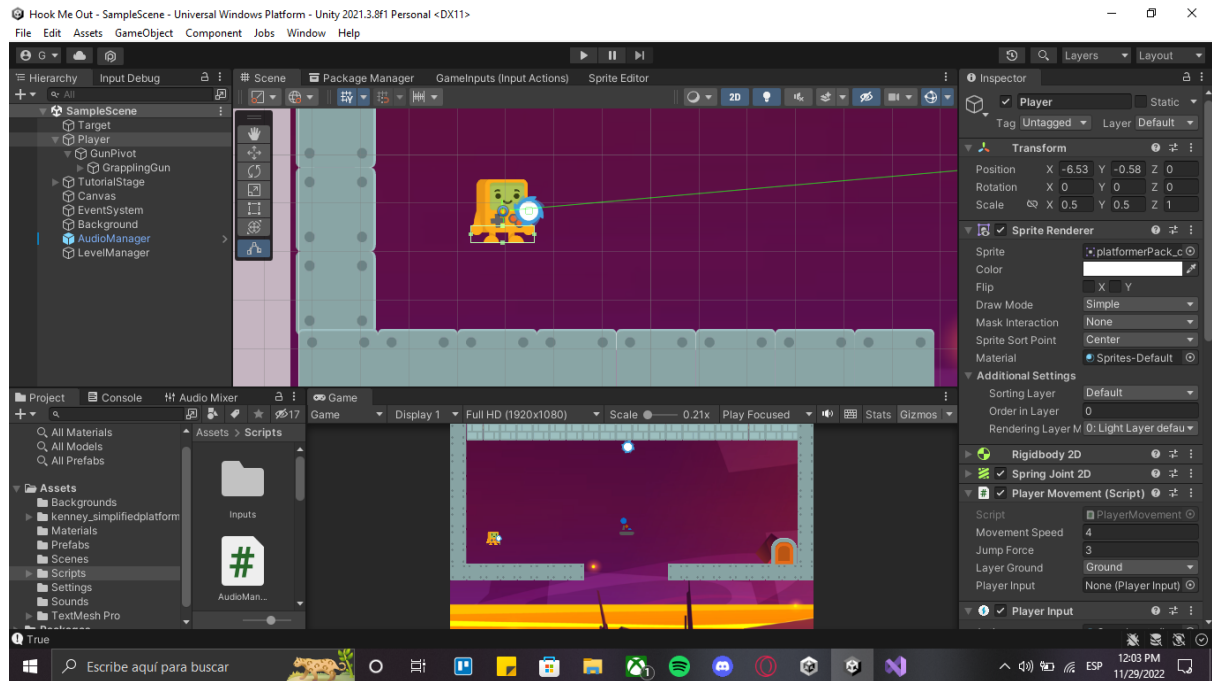 Hook Me Out - SampleScene - Universal Windows Platform - Unity 2021.3.8f1 Personal <DX11>
File Edit Assets GameObject Component Jobs Window Help
G Layers Layout
Hierarchy Input Debug
All
SampleScene
Target
Player
GunPivot
GrapplingGun
TutorialStage
Canvas
EventSystem
Background
AudioManager
LevelManager
Scene Package Manager GameInputs (Input Actions) Sprite Editor
2D
Inspector
Player Static
Tag Untagged Layer Default
Transform
Position X -6.53 Y -0.58 Z 0
Rotation X 0 Y 0 Z 0
Scale X 0.5 Y 0.5 Z 1
Sprite Renderer
Sprite platformerPack_c
Color
Flip X Y
Draw Mode Simple
Mask Interaction None
Sprite Sort Point Center
Material Sprites-Default
Additional Settings
Sorting Layer Default
Order in Layer 0
Rendering Layer M 0: Light Layer defau
Rigidbody 2D
Spring Joint 2D
# Player Movement (Script)
Script PlayerMovement
Movement Speed 4
Jump Force 3
Layer Ground Ground
Player Input None (Player Input)
Player Input
Project Console Audio Mixer
17
All Materials
All Models
All Prefabs
Assets
Backgrounds
kenney_simplifiedplatform
Materials
Prefabs
Scenes
Scripts
Settings
Sounds
TextMesh Pro
Assets > Scripts
Inputs
#
AudioMan...
Game
Game Display 1 Full HD (1920x1080) Scale 0.21x Play Focused Stats Gizmos
True
Escribe aquí para buscar
1
ESP
12:03 PM
11/29/2022